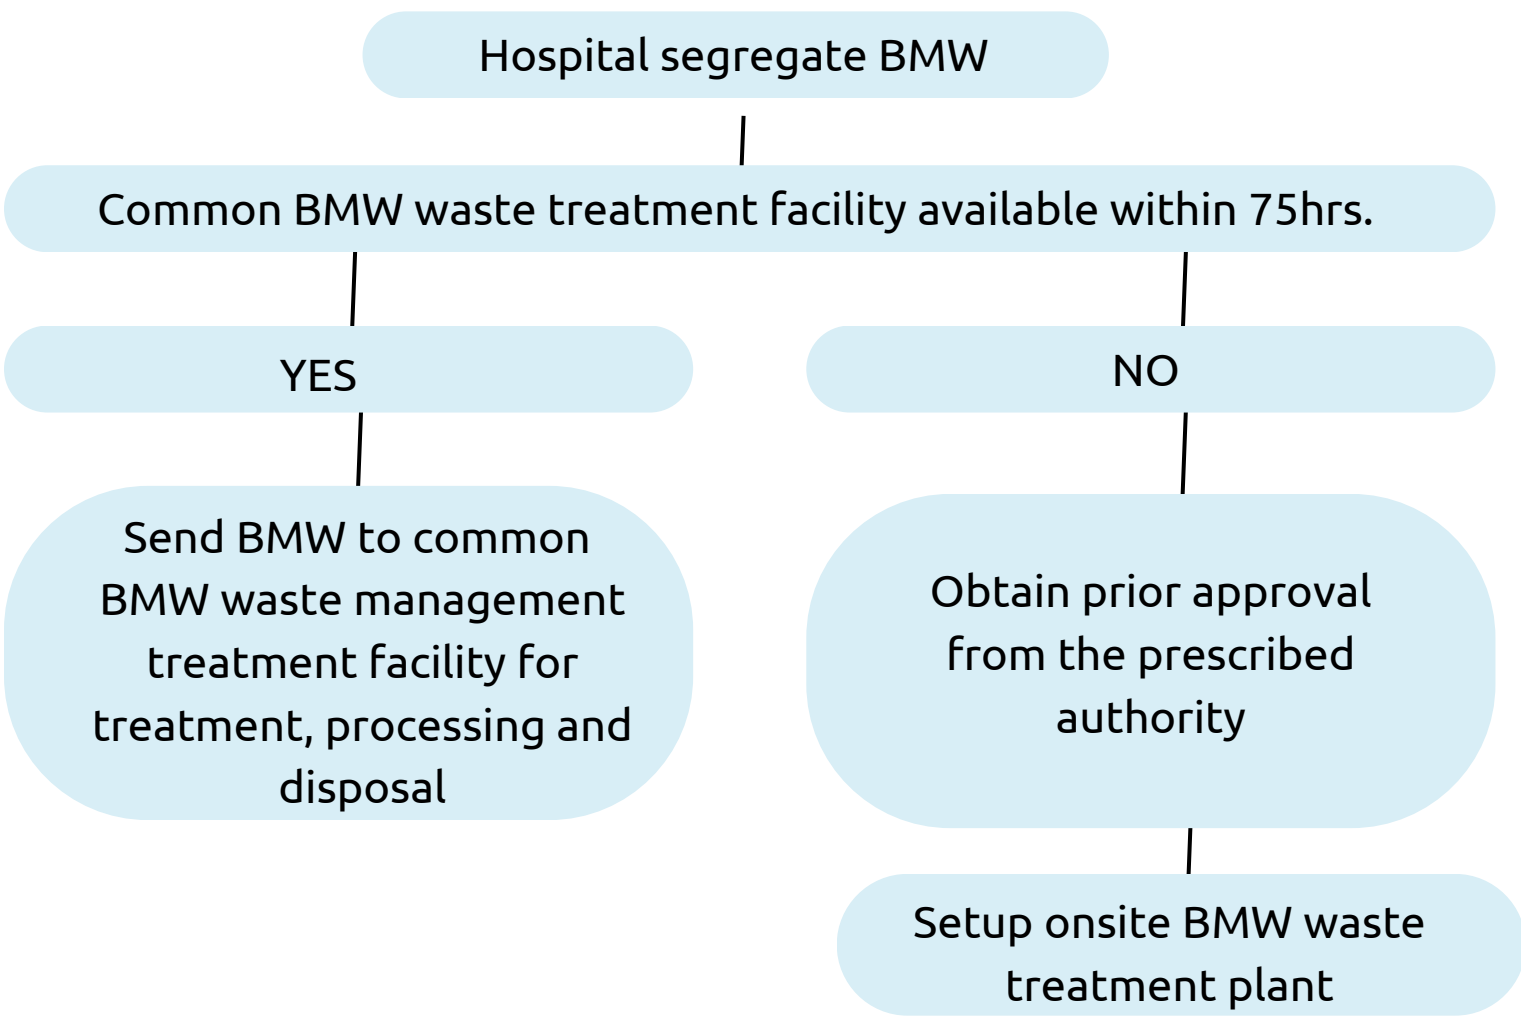 Hospital segregate BMW
Common BMW waste treatment facility available within 75hrs.
YES
NO
Send BMW to common
BMW waste management
treatment facility for
treatment, processing and
disposal
Obtain prior approval
from the prescribed
authority
Setup onsite BMW waste
treatment plant